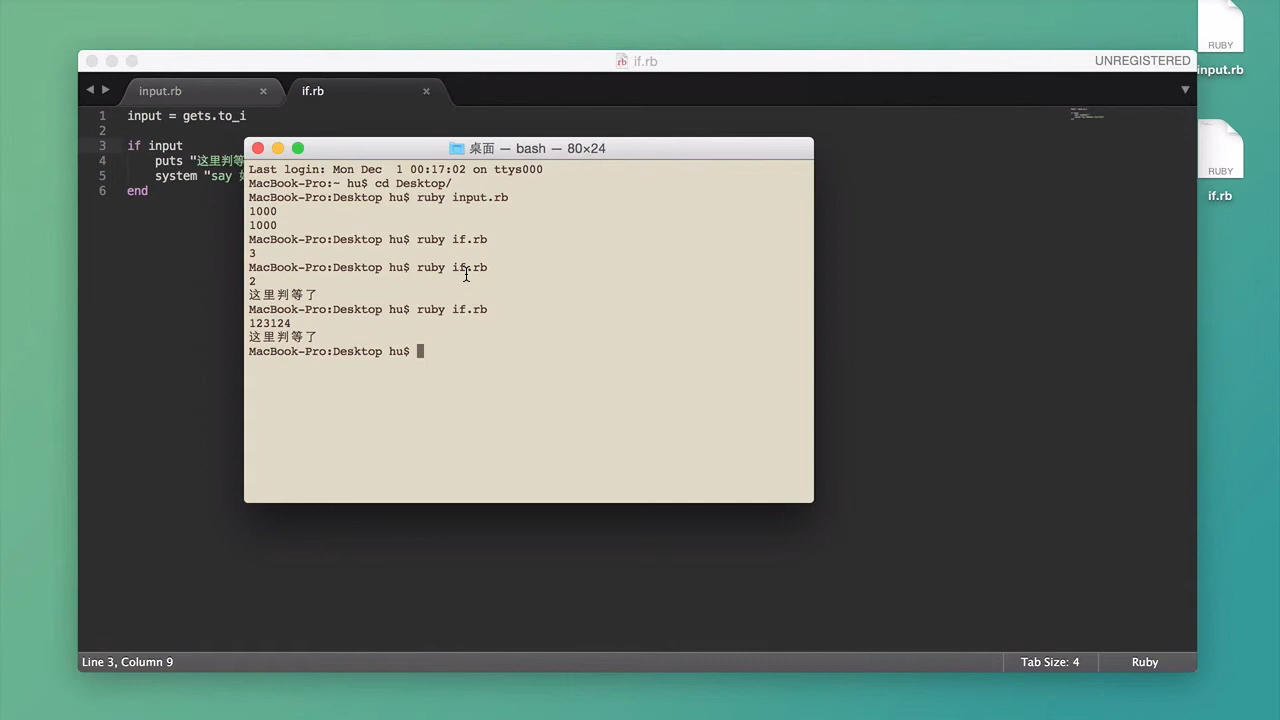 RUBY
input.rb
RUBY
if.rb
if.rb
UNREGISTERED
input.rb
if.rb
1 input = gets.to_i
2
3 if input
4 puts "这里判等
5 system "say
6 end
桌面 — bash — 80×24
Last login: Mon Dec  1 00:17:02 on ttys000
MacBook-Pro:~ hu$ cd Desktop/
MacBook-Pro:Desktop hu$ ruby input.rb
1000
1000
MacBook-Pro:Desktop hu$ ruby if.rb
3
MacBook-Pro:Desktop hu$ ruby if.rb
2
这里判等了
MacBook-Pro:Desktop hu$ ruby if.rb
123124
这里判等了
MacBook-Pro:Desktop hu$
Line 3, Column 9
Tab Size: 4
Ruby